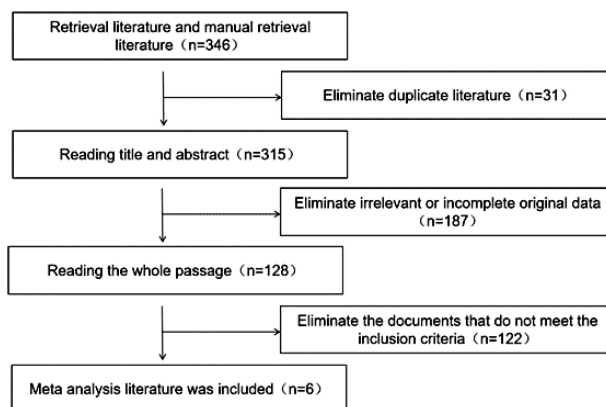 Retrieval literature and manual retrieval
literature（n=346）
Eliminate duplicate literature（n=31）
Reading title and abstract（n=315）
Eliminate irrelevant or incomplete original data
（n=187）
Reading the whole passage（n=128）
Eliminate the documents that do not meet the
inclusion criteria（n=122）
Meta analysis literature was included（n=6）